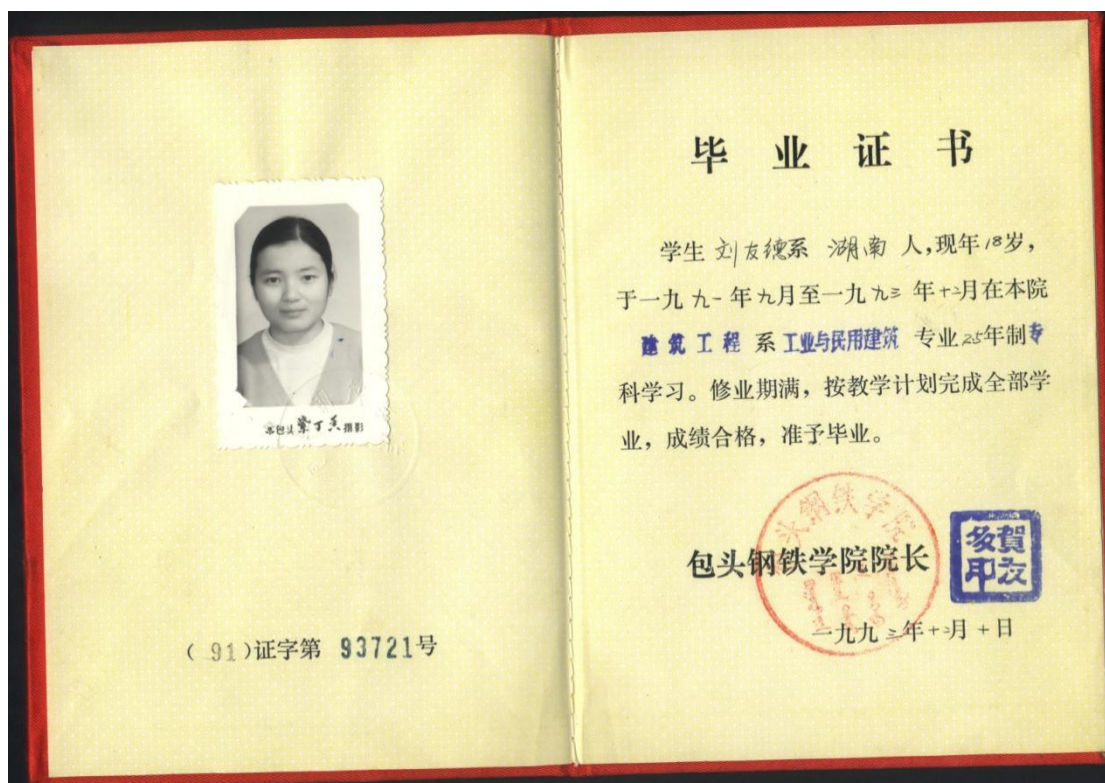 紫丁香摄影
(91)证字第 93721号
毕业证书
学生 刘友德系 湖南 人,现年18岁,
于一九九一年九月至一九九三年十二月在本院
建筑工程 系 工业与民用建筑 专业2.5年制专
科学习。修业期满,按教学计划完成全部学
业,成绩合格,准予毕业。
头钢铁学院
包头钢铁学院院长
一九九三年十二月十日